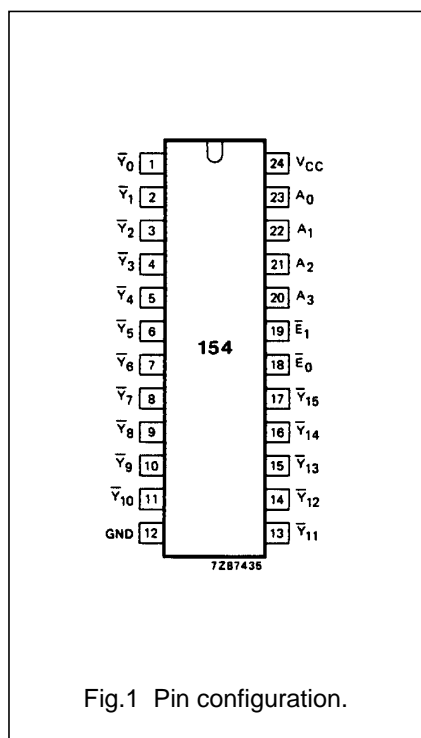 Y̅0 1 24 VCC
Y̅1 2 23 A0
Y̅2 3 22 A1
Y̅3 4 21 A2
Y̅4 5 20 A3
Y̅5 6 19 E̅1
154
Y̅6 7 18 E̅0
Y̅7 8 17 Y̅15
Y̅8 9 16 Y̅14
Y̅9 10 15 Y̅13
Y̅10 11 14 Y̅12
GND 12 13 Y̅11
7Z87435
Fig.1 Pin configuration.